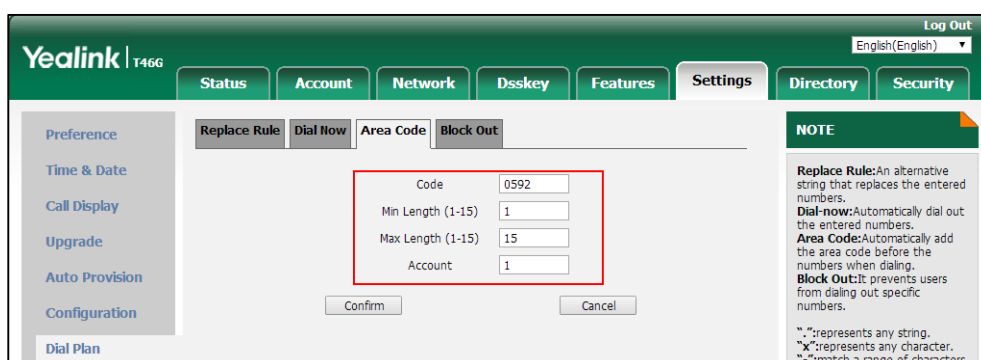 Log Out
Yealink | T46G
English(English)
Status Account Network Dsskey Features Settings Directory Security
Preference
Time & Date
Call Display
Upgrade
Auto Provision
Configuration
Dial Plan
Replace Rule Dial Now Area Code Block Out
Code 0592
Min Length (1-15) 1
Max Length (1-15) 15
Account 1
Confirm Cancel
NOTE
Replace Rule:An alternative
string that replaces the entered
numbers.
Dial-now:Automatically dial out
the entered numbers.
Area Code:Automatically add
the area code before the
numbers when dialing.
Block Out:It prevents users
from dialing out specific
numbers.
".":represents any string.
"x":represents any character.
"-":match a range of characters